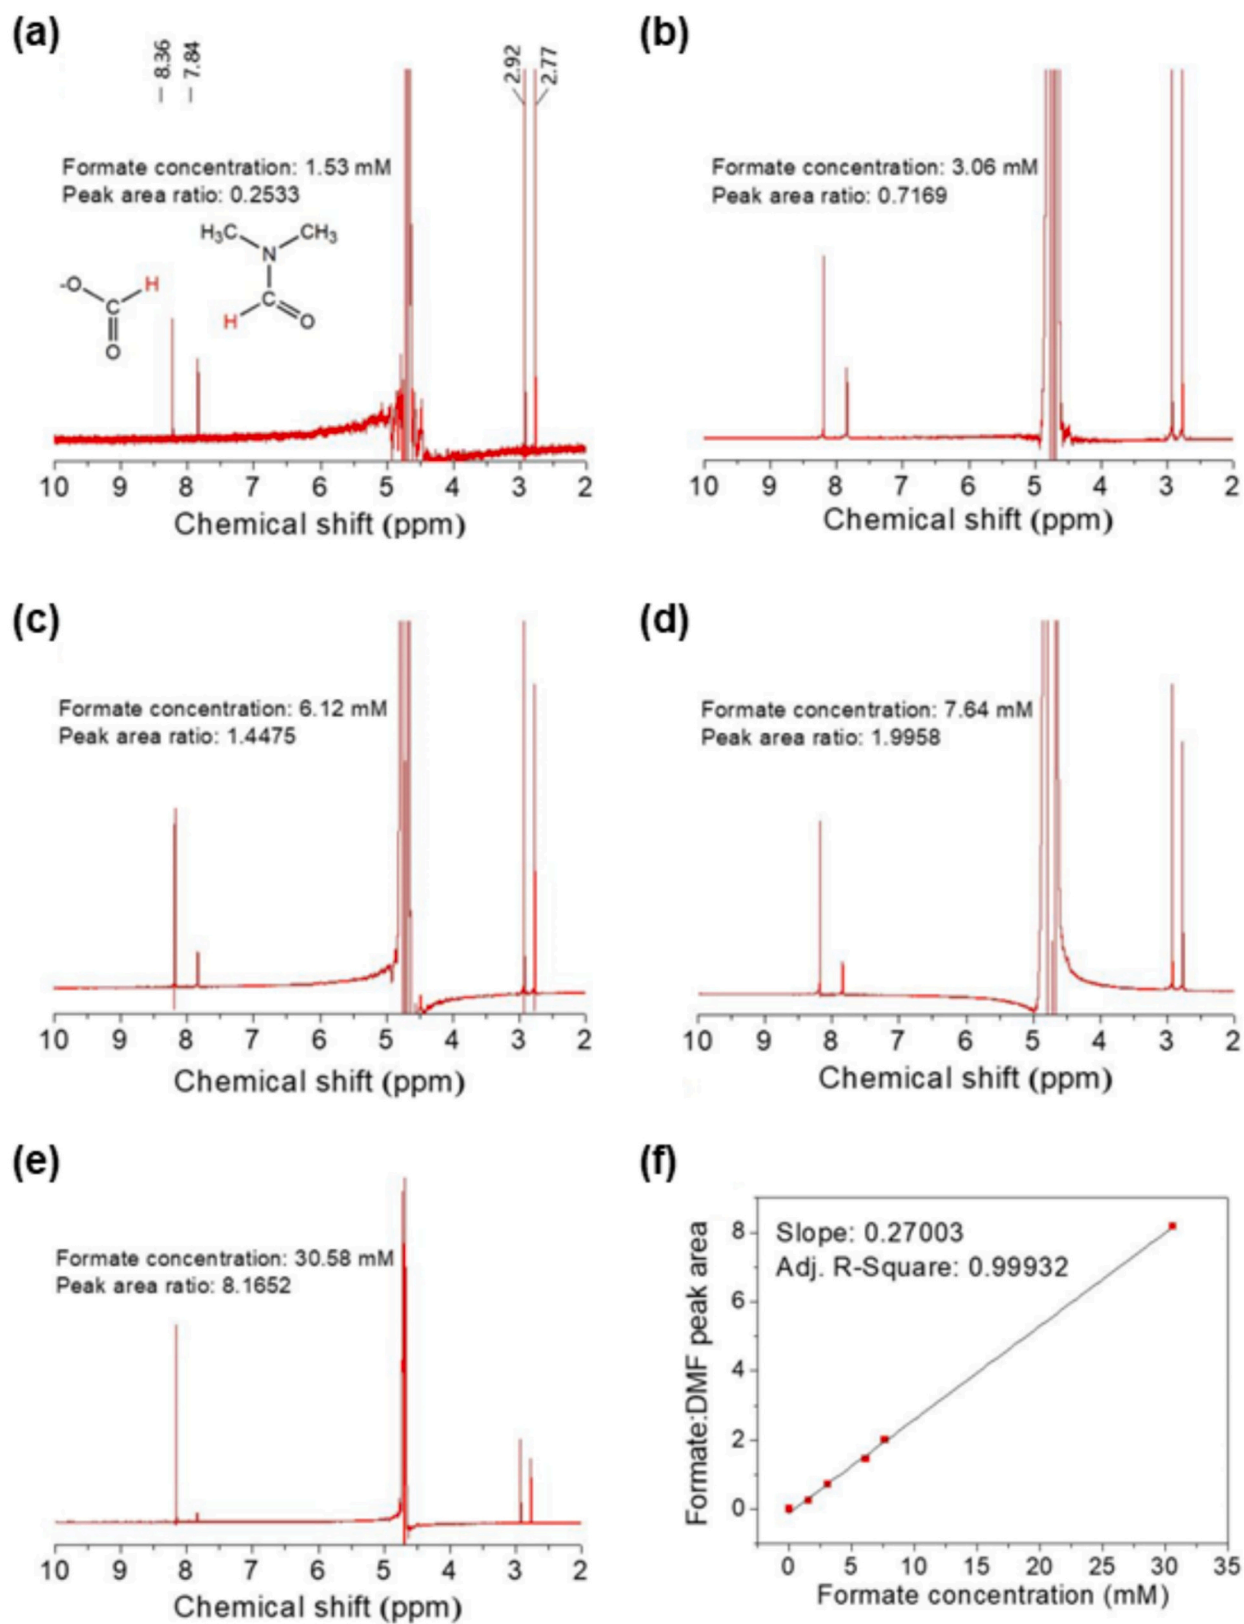 (a)
8.36
7.84
2.92
2.77
Formate concentration: 1.53 mM
Peak area ratio: 0.2533
H₃C CH₃
N
-O H
C
O
H C O
10 9 8 7 6 5 4 3 2
Chemical shift (ppm)
(b)
Formate concentration: 3.06 mM
Peak area ratio: 0.7169
10 9 8 7 6 5 4 3 2
Chemical shift (ppm)
(c)
Formate concentration: 6.12 mM
Peak area ratio: 1.4475
10 9 8 7 6 5 4 3 2
Chemical shift (ppm)
(d)
Formate concentration: 7.64 mM
Peak area ratio: 1.9958
10 9 8 7 6 5 4 3 2
Chemical shift (ppm)
(e)
Formate concentration: 30.58 mM
Peak area ratio: 8.1652
10 9 8 7 6 5 4 3 2
Chemical shift (ppm)
(f)
Slope: 0.27003
Adj. R-Square: 0.99932
Formate:DMF peak area
8
6
4
2
0
0 5 10 15 20 25 30 35
Formate concentration (mM)